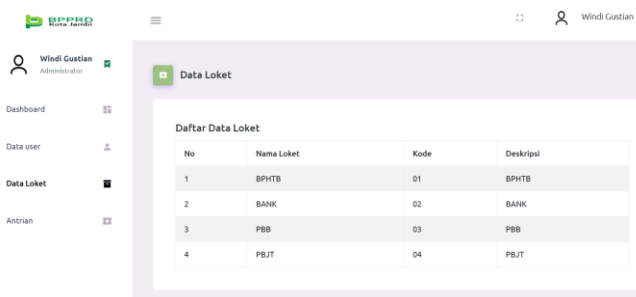 BPPRD
Kota Jambi
Windi Gustian
Windi Gustian
Administrator
Dashboard
Data user
Data Loket
Antrian
Data Loket
Daftar Data Loket
No Nama Loket Kode Deskripsi
1 BPHTB 01 BPHTB
2 BANK 02 BANK
3 PBB 03 PBB
4 PBJT 04 PBJT